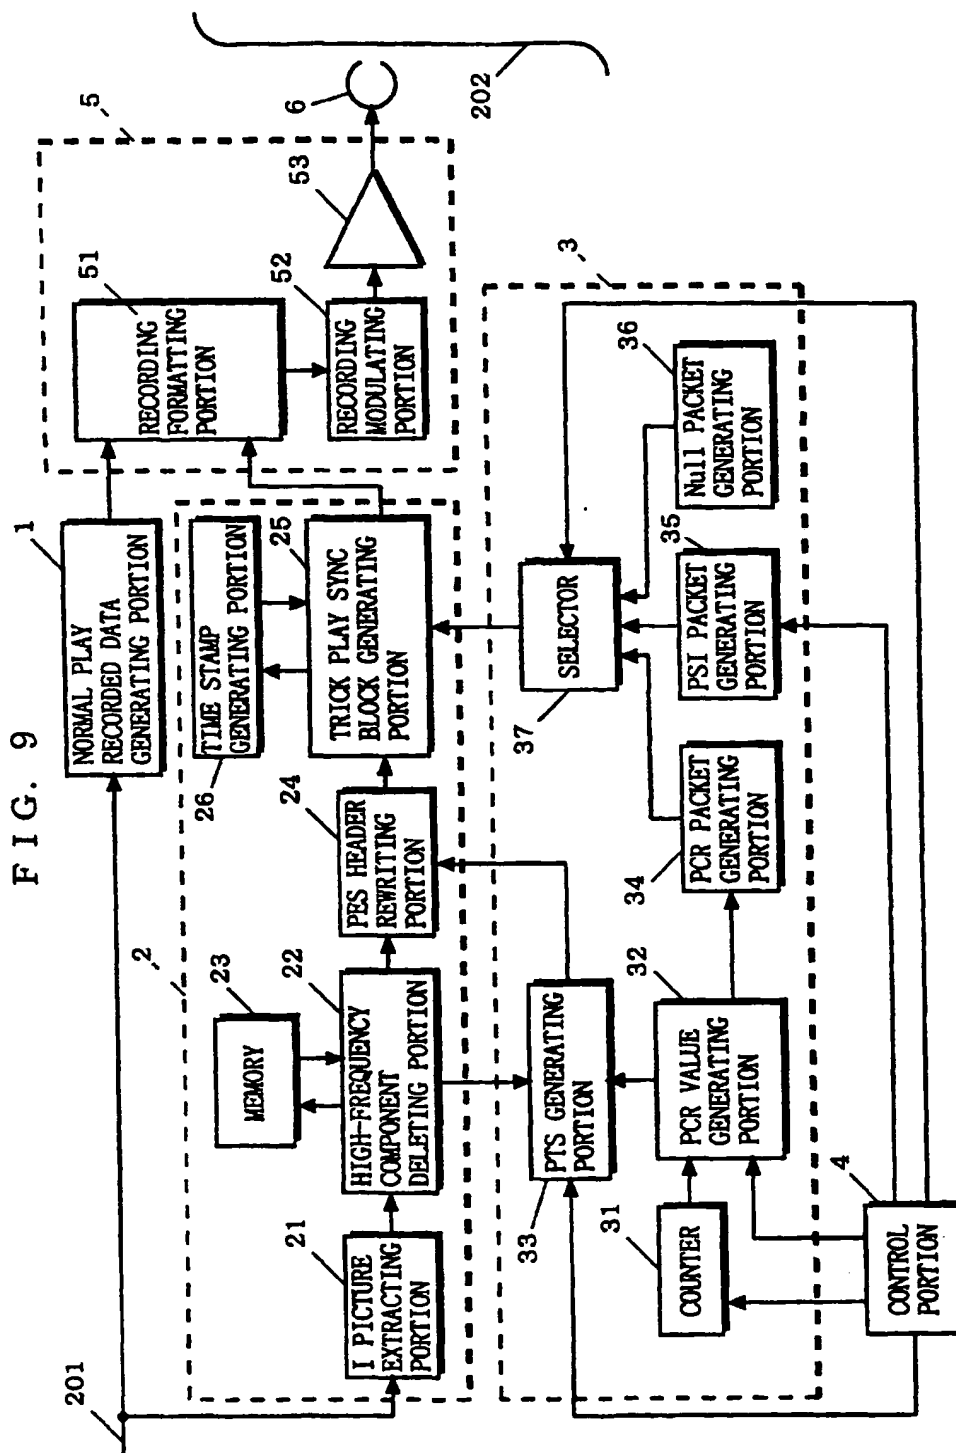 FIG. 9
201
1
NORMAL PLAY
RECORDED DATA
GENERATING PORTION
5
51
RECORDING
FORMATTING
PORTION
52
RECORDING
MODULATING
PORTION
53
6
202
2
21
I PICTURE
EXTRACTING
PORTION
22
HIGH-FREQUENCY
COMPONENT
DELETING PORTION
23
MEMORY
24
PES HEADER
REWRITING
PORTION
25
TRICK PLAY SYNC
BLOCK GENERATING
PORTION
26
TIME STAMP
GENERATING PORTION
3
31
COUNTER
32
PCR VALUE
GENERATING
PORTION
33
PTS GENERATING
PORTION
34
PCR PACKET
GENERATING
PORTION
35
PSI PACKET
GENERATING
PORTION
36
Null PACKET
GENERATING
PORTION
37
SELECTOR
4
CONTROL
PORTION